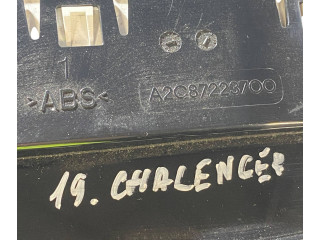 1
>ABS<
A2C87223700
19. CHALENGER